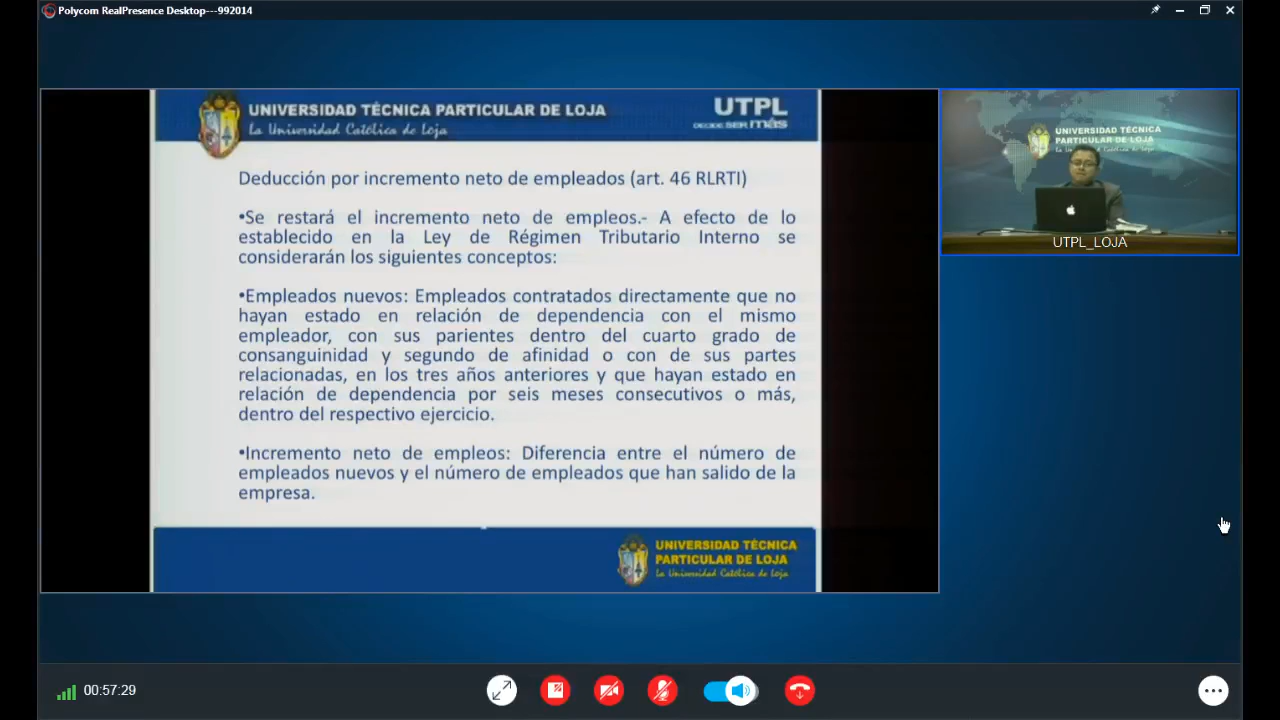 Polycom RealPresence Desktop---992014
UNIVERSIDAD TÉCNICA PARTICULAR DE LOJA
La Universidad Católica de Loja
UTPL
DECIDE SER más
Deducción por incremento neto de empleados (art. 46 RLRTI)
•Se restará el incremento neto de empleos.- A efecto de lo
establecido en la Ley de Régimen Tributario Interno se
considerarán los siguientes conceptos:
•Empleados nuevos: Empleados contratados directamente que no
hayan estado en relación de dependencia con el mismo
empleador, con sus parientes dentro del cuarto grado de
consanguinidad y segundo de afinidad o con de sus partes
relacionadas, en los tres años anteriores y que hayan estado en
relación de dependencia por seis meses consecutivos o más,
dentro del respectivo ejercicio.
•Incremento neto de empleos: Diferencia entre el número de
empleados nuevos y el número de empleados que han salido de la
empresa.
UNIVERSIDAD TÉCNICA
PARTICULAR DE LOJA
La Universidad Católica de Loja
UNIVERSIDAD TÉCNICA
PARTICULAR DE LOJA
UTPL_LOJA
00:57:29